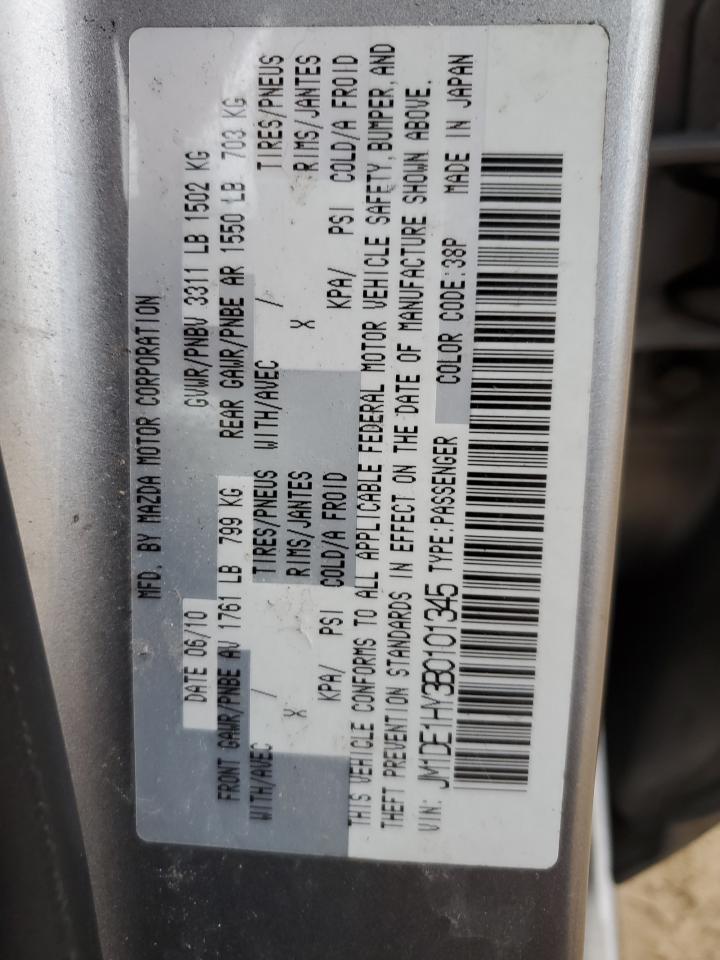 MFD. BY MAZDA MOTOR CORPORATION
DATE 06/10 GVWR/PNBV 3311 LB 1502 KG
FRONT GAWR/PNBE AV 1761 LB 799 KG REAR GAWR/PNBE AR 1550 LB 703 KG
WITH/AVEC / TIRES/PNEUS WITH/AVEC / TIRES/PNEUS
X RIMS/JANTES X RIMS/JANTES
KPA/ PSI COLD/A FROID KPA/ PSI COLD/A FROID
THIS VEHICLE CONFORMS TO ALL APPLICABLE FEDERAL MOTOR VEHICLE SAFETY, BUMPER, AND
THEFT PREVENTION STANDARDS IN EFFECT ON THE DATE OF MANUFACTURE SHOWN ABOVE.
VIN: JM1DE1HY3B0101345 TYPE:PASSENGER COLOR CODE:38P MADE IN JAPAN